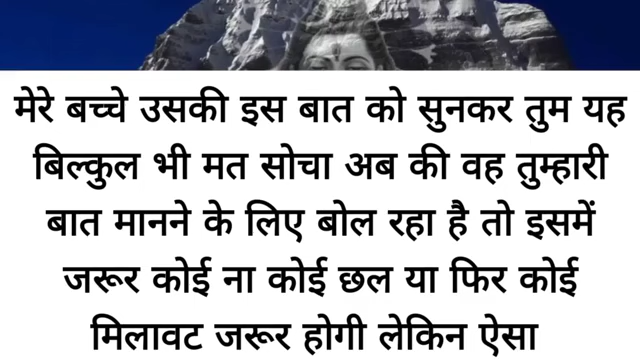 मेरे बच्चे उसकी इस बात को सुनकर तुम यह
बिल्कुल भी मत सोचा अब की वह तुम्हारी
बात मानने के लिए बोल रहा है तो इसमें
जरूर कोई ना कोई छल या फिर कोई
मिलावट जरूर होगी लेकिन ऐसा